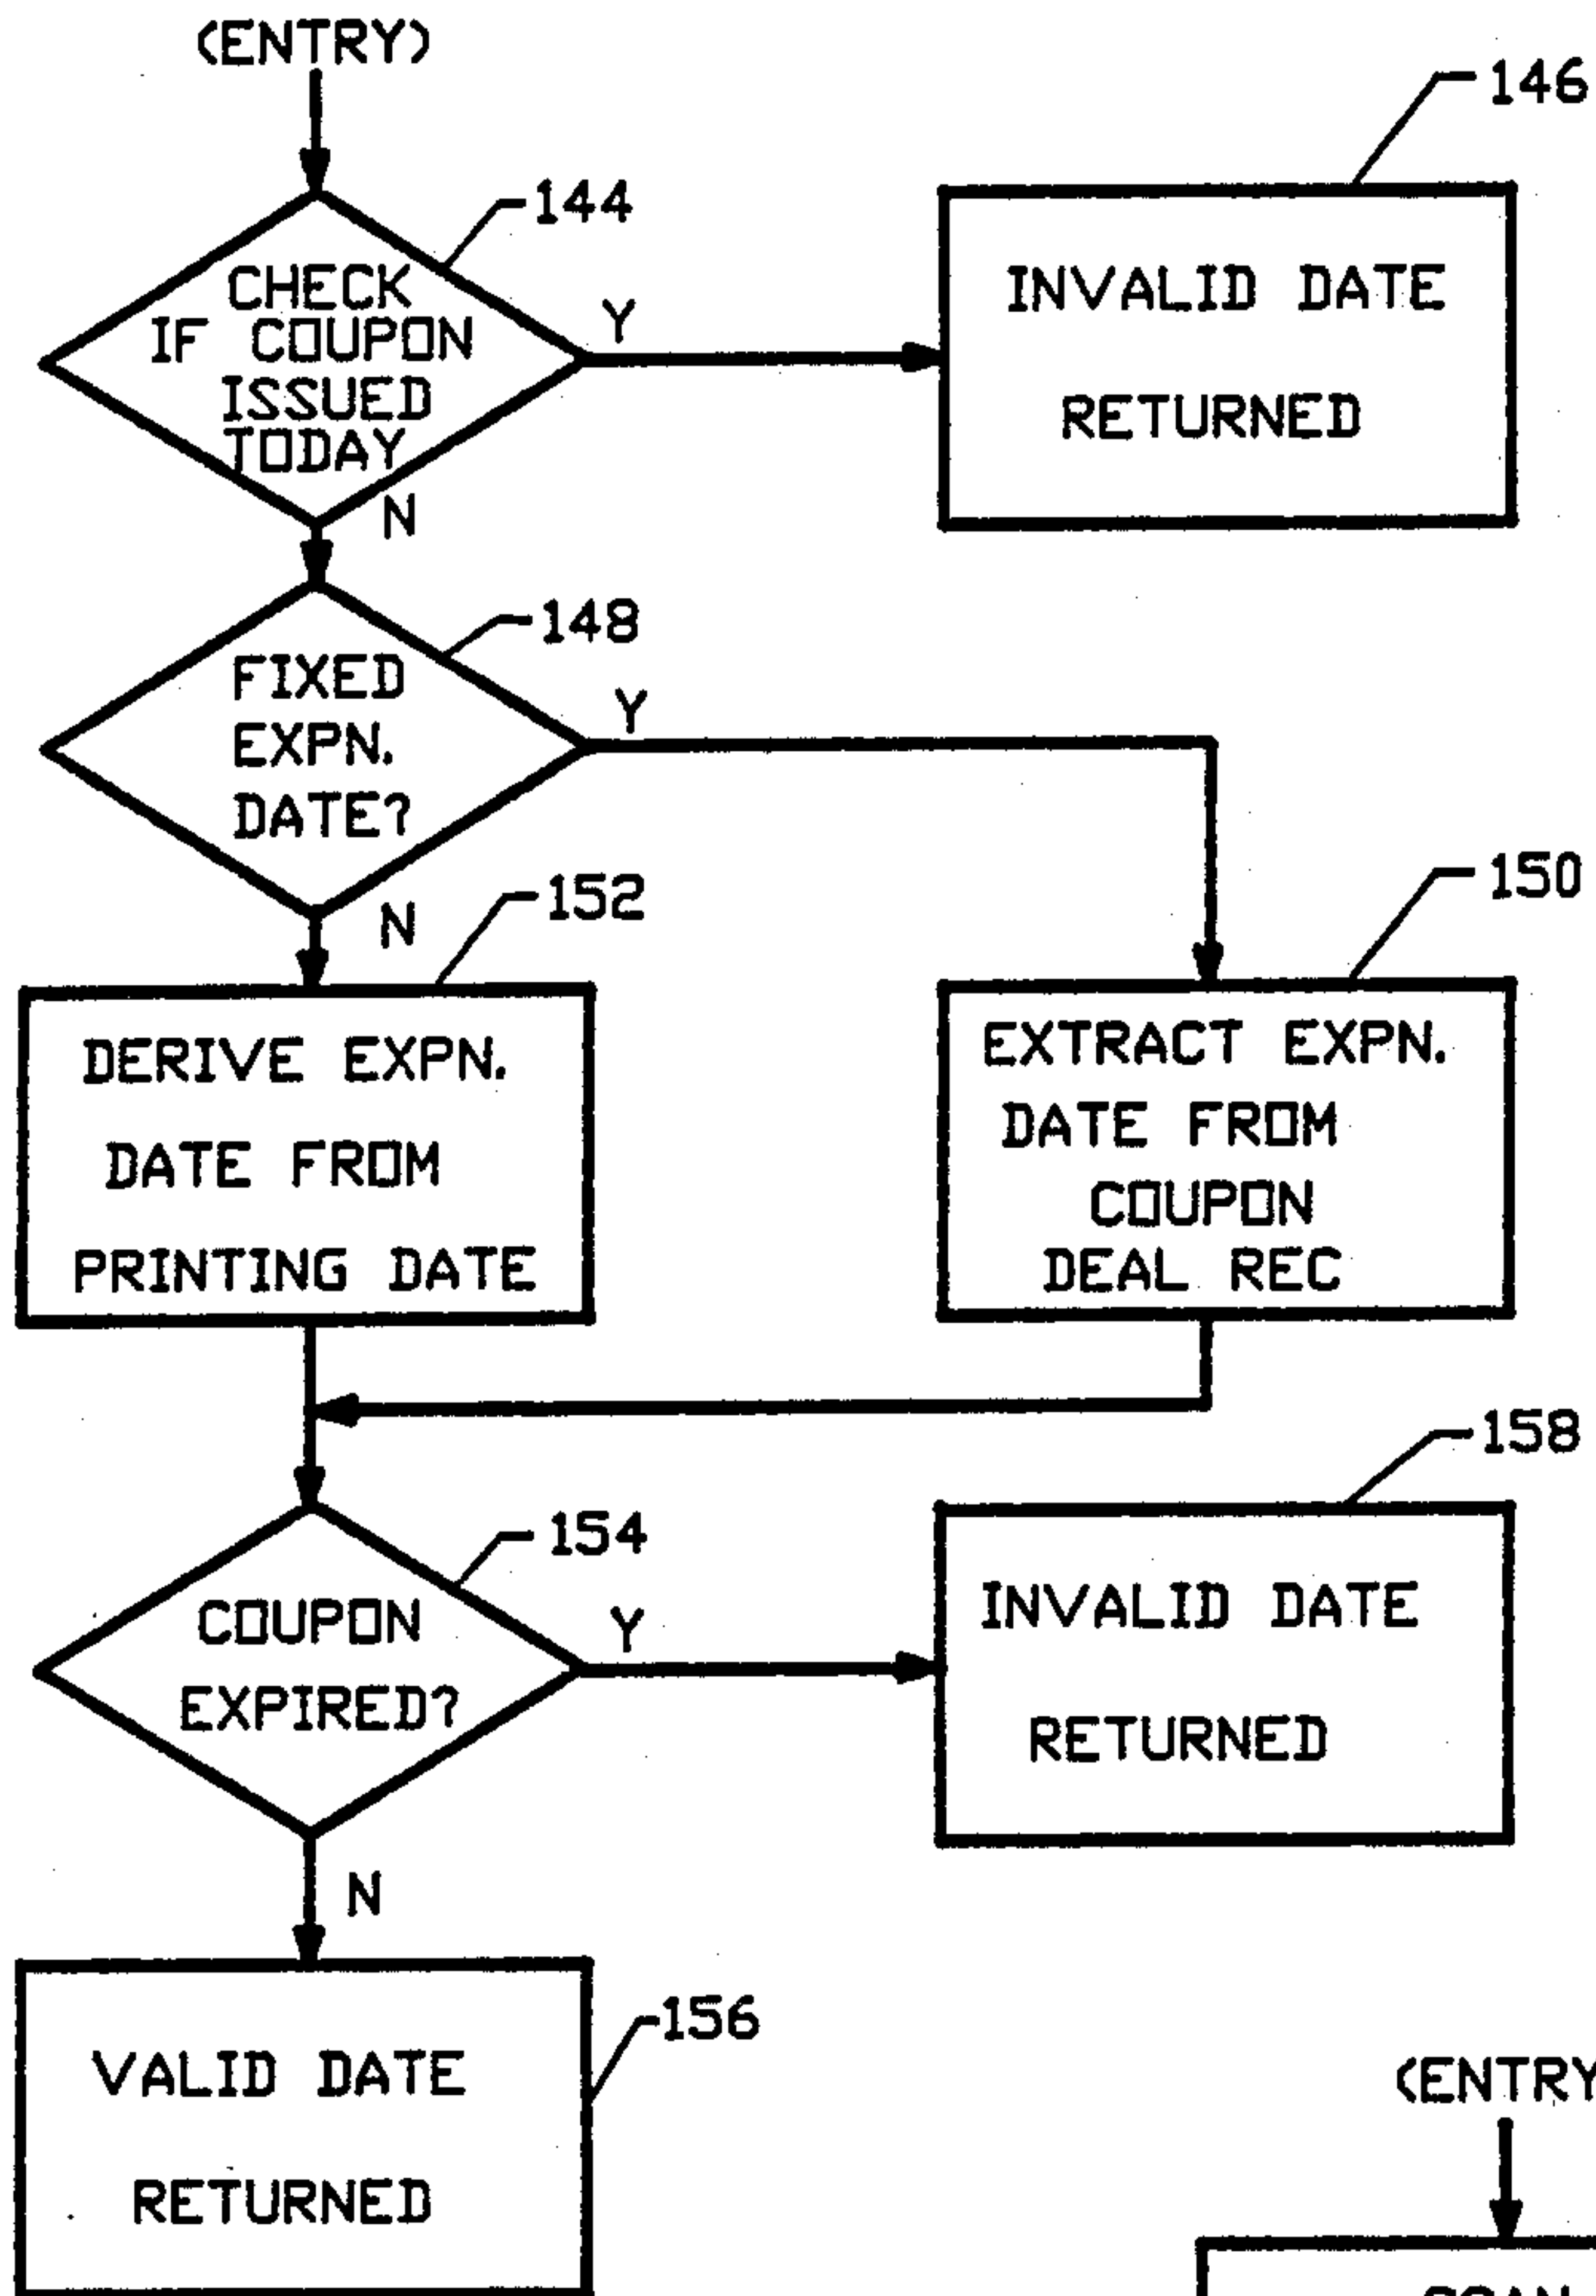 (ENTRY)
146
144
CHECK
IF COUPON
ISSUED
TODAY
Y
N
INVALID DATE
RETURNED
148
FIXED
EXPN.
DATE?
Y
N
152
150
DERIVE EXPN.
DATE FROM
PRINTING DATE
EXTRACT EXPN.
DATE FROM
COUPON
DEAL REC
158
154
COUPON
EXPIRED?
Y
N
INVALID DATE
RETURNED
156
VALID DATE
RETURNED
(ENTRY